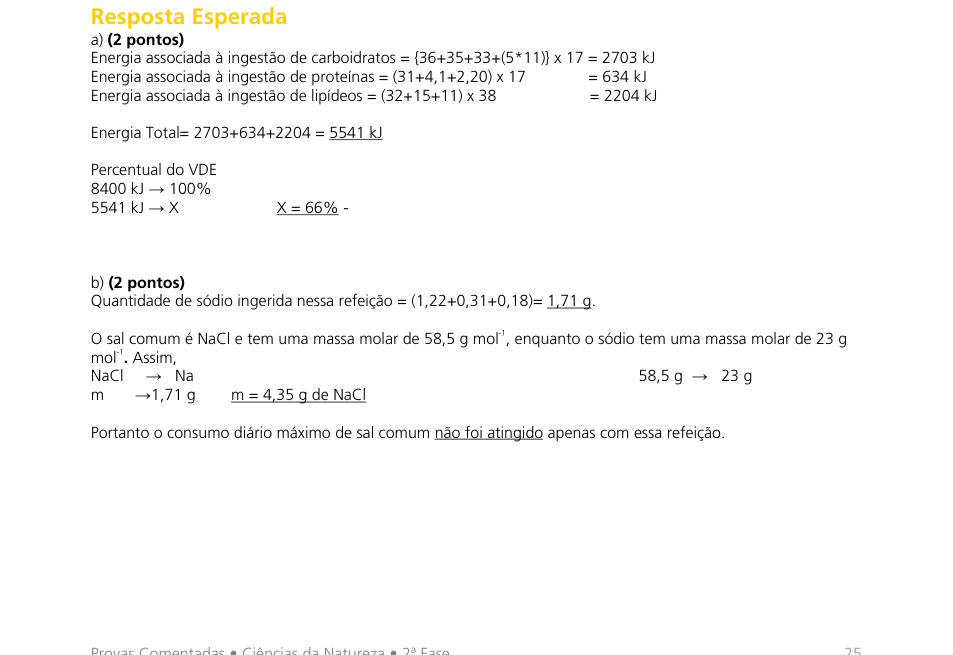 Resposta Esperada
a) (2 pontos)
Energia associada à ingestão de carboidratos = {36+35+33+(5*11)} x 17 = 2703 kJ
Energia associada à ingestão de proteínas = (31+4,1+2,20) x 17 = 634 kJ
Energia associada à ingestão de lipídeos = (32+15+11) x 38 = 2204 kJ
Energia Total= 2703+634+2204 = 5541 kJ
Percentual do VDE
8400 kJ → 100%
5541 kJ → X X = 66% -
b) (2 pontos)
Quantidade de sódio ingerida nessa refeição = (1,22+0,31+0,18)= 1,71 g.
O sal comum é NaCl e tem uma massa molar de 58,5 g mol⁻¹, enquanto o sódio tem uma massa molar de 23 g
mol⁻¹. Assim,
NaCl → Na 58,5 g → 23 g
m →1,71 g m = 4,35 g de NaCl
Portanto o consumo diário máximo de sal comum não foi atingido apenas com essa refeição.
Provas Comentadas • Ciências da Natureza • 2ª Fase 25